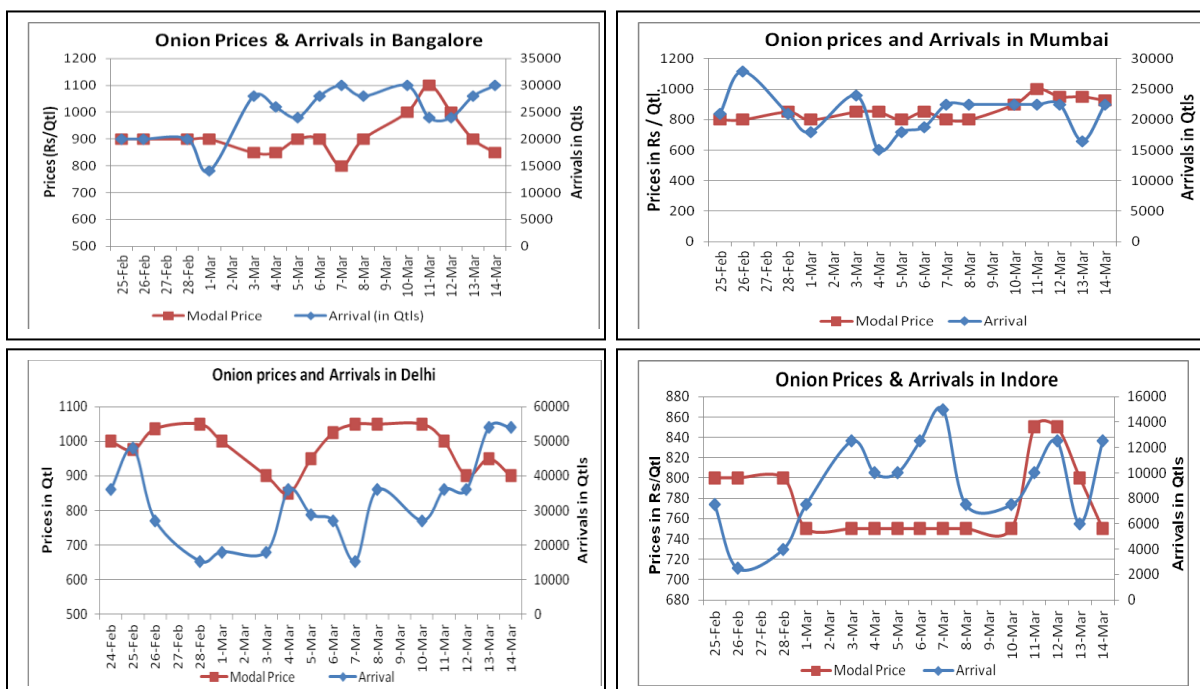 Onion Prices & Arrivals in Bangalore
Prices (Rs/Qtl)
1200
1100
1000
900
800
700
600
500
35000
30000
25000
20000
15000
10000
5000
0
Arrivals in Qtls
25-Feb
26-Feb
27-Feb
28-Feb
1-Mar
2-Mar
3-Mar
4-Mar
5-Mar
6-Mar
7-Mar
8-Mar
9-Mar
10-Mar
11-Mar
12-Mar
13-Mar
14-Mar
Modal Price
Arrival (in Qtls)
Onion prices and Arrivals in Mumbai
Prices in Rs / Qtl.
1200
1000
800
600
400
200
0
30000
25000
20000
15000
10000
5000
0
Arrivals in Qtls
25-Feb
26-Feb
27-Feb
28-Feb
1-Mar
2-Mar
3-Mar
4-Mar
5-Mar
6-Mar
7-Mar
8-Mar
9-Mar
10-Mar
11-Mar
12-Mar
13-Mar
14-Mar
Modal Price
Arrival
Onion prices and Arrivals in Delhi
Prices in Qtl
1100
1000
900
800
700
600
500
60000
50000
40000
30000
20000
10000
0
Arrivals in Qtls
24-Feb
25-Feb
26-Feb
27-Feb
28-Feb
1-Mar
2-Mar
3-Mar
4-Mar
5-Mar
6-Mar
7-Mar
8-Mar
9-Mar
10-Mar
11-Mar
12-Mar
13-Mar
14-Mar
Modal Price
Arrival
Onion Prices & Arrivals in Indore
Prices in Rs/Qtl
880
860
840
820
800
780
760
740
720
700
680
16000
14000
12000
10000
8000
6000
4000
2000
0
Arrivals in Qtls
25-Feb
26-Feb
27-Feb
28-Feb
1-Mar
2-Mar
3-Mar
4-Mar
5-Mar
6-Mar
7-Mar
8-Mar
9-Mar
10-Mar
11-Mar
12-Mar
13-Mar
14-Mar
Modal Price
Arrival